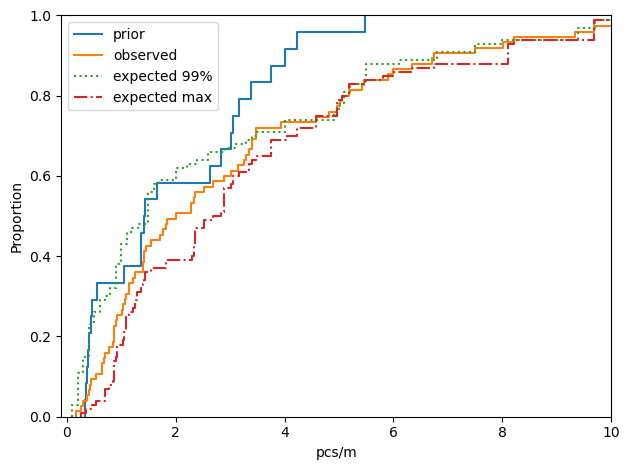 prior
observed
expected 99%
expected max
1.0
0.8
0.6
0.4
0.2
0.0
Proportion
0 2 4 6 8 10
pcs/m